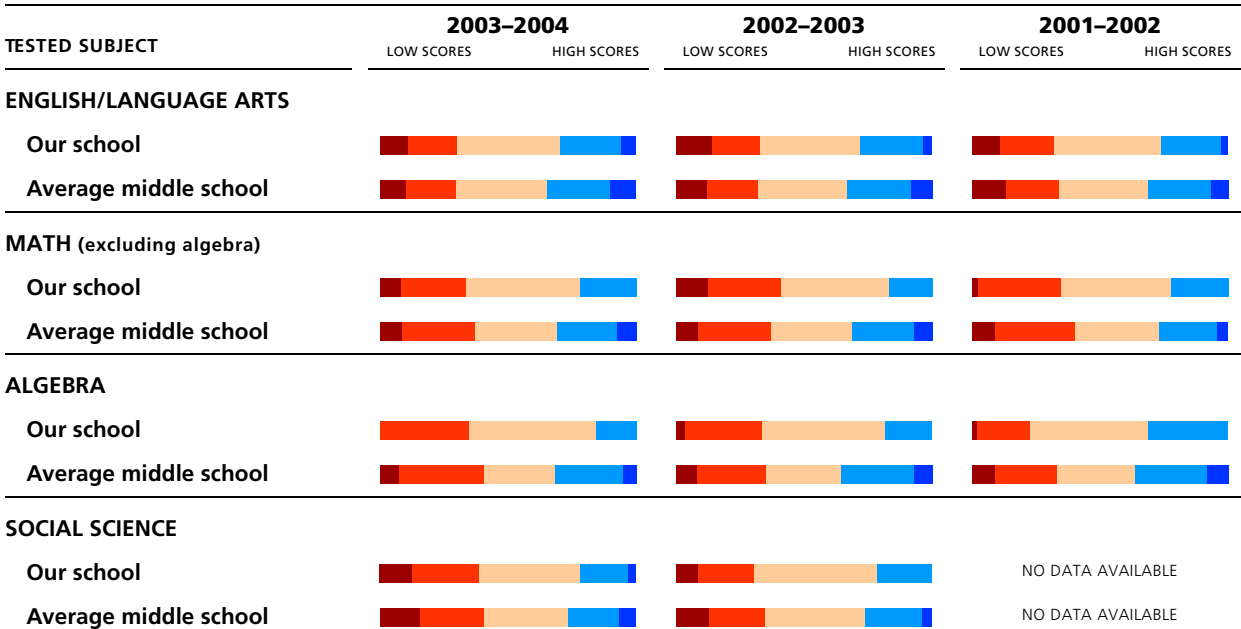 2003–2004 2002–2003 2001–2002
TESTED SUBJECT LOW SCORES HIGH SCORES LOW SCORES HIGH SCORES LOW SCORES HIGH SCORES
ENGLISH/LANGUAGE ARTS
Our school
Average middle school
MATH (excluding algebra)
Our school
Average middle school
ALGEBRA
Our school
Average middle school
SOCIAL SCIENCE
Our school NO DATA AVAILABLE
Average middle school NO DATA AVAILABLE